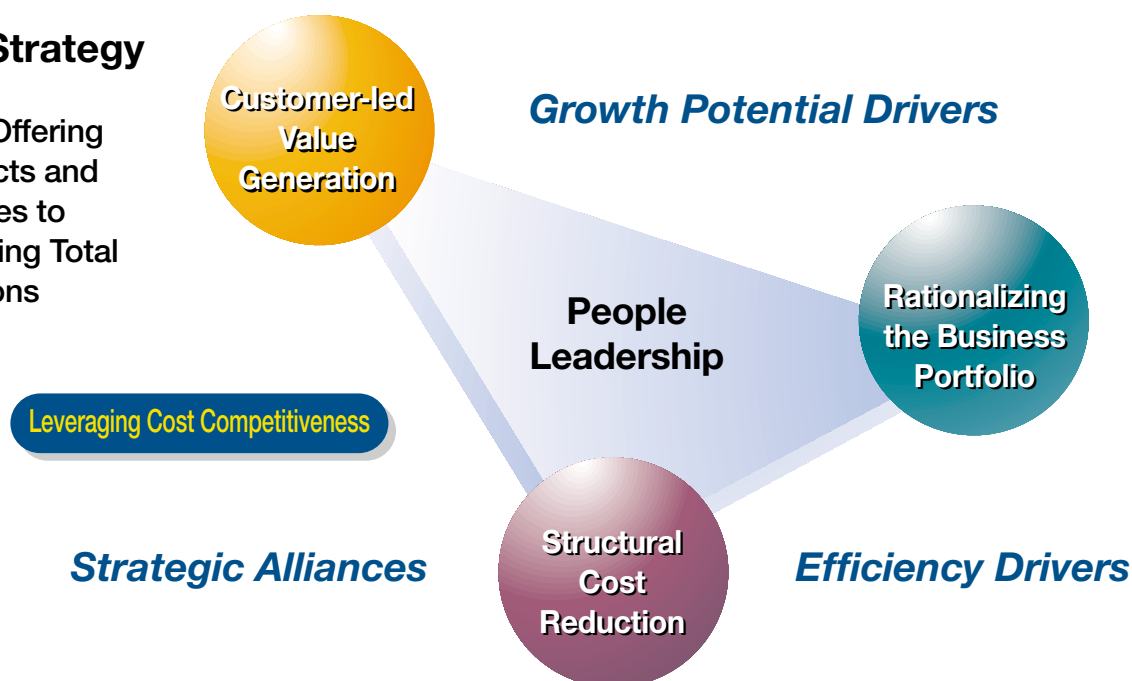 Strategy
Offering
cts and
es to
ing Total
ons
Customer-led
Value
Generation
Growth Potential Drivers
People
Leadership
Rationalizing
the Business
Portfolio
Leveraging Cost Competitiveness
Strategic Alliances
Structural
Cost
Reduction
Efficiency Drivers